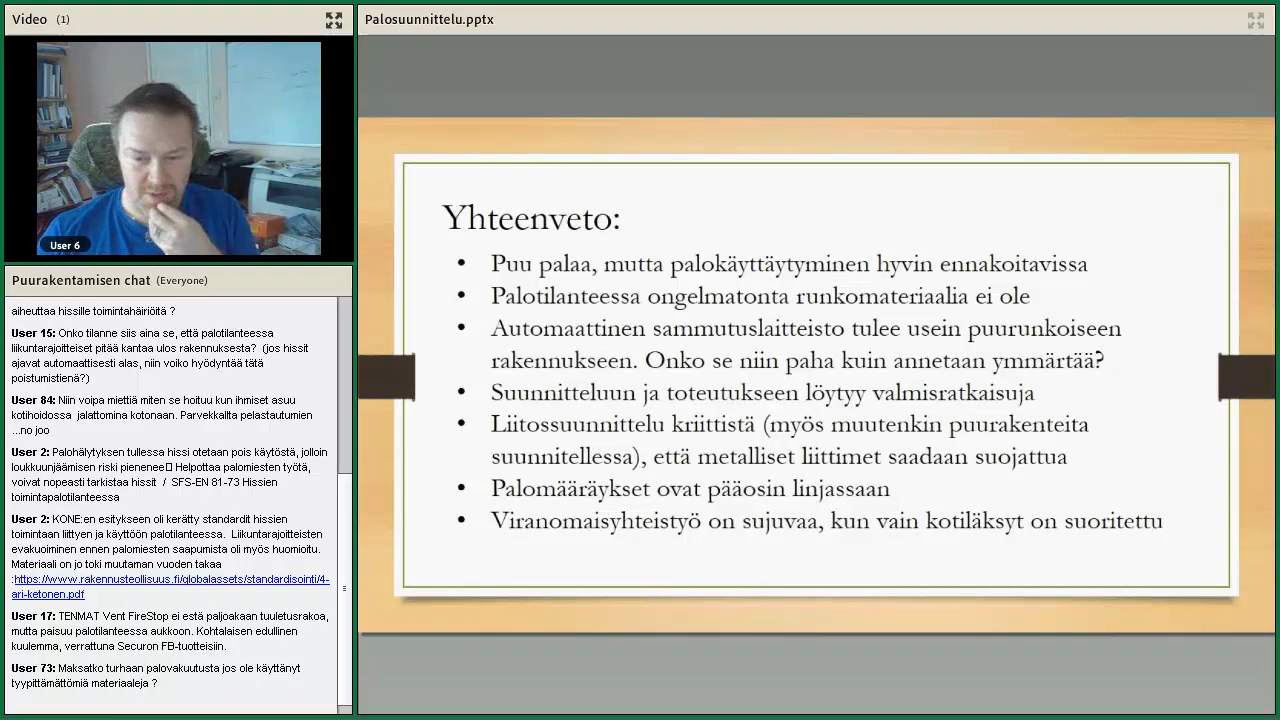 Video (1)
User 6
Puurakentamisen chat (Everyone)
aiheuttaa hissille toimintahäiriöitä ?
User 15: Onko tilanne siis aina se, että palotilanteessa
liikuntarajoitteiset pitää kantaa ulos rakennuksesta? (jos hissit
ajavat automaattisesti alas, niin voiko hyödyntää tätä
poistumistienä?)
User 84: Niin voipa miettiä miten se hoituu kun ihmiset asuu
kotihoidossa jalattomina kotonaan. Parvekkallta pelastautumien
...no joo
User 2: Palohälytyksen tullessa hissi otetaan pois käytöstä, jolloin
loukkuunjäämisen riski pienenee Helpottaa palomiesten työtä,
voivat nopeasti tarkistaa hissit / SFS-EN 81-73 Hissien
toimintapalotilanteessa
User 2: KONE:en esitykseen oli kerätty standardit hissien
toimintaan liittyen ja käyttöön palotilanteessa. Liikuntarajoitteisten
evakuoiminen ennen palomiesten saapumista oli myös huomioitu.
Materiaali on jo toki muutaman vuoden takaa
:https://www.rakennusteollisuus.fi/globalassets/standardisointi/4-
ari-ketonen.pdf
User 17: TENMAT Vent FireStop ei estä paljoakaan tuuletusrakoa,
mutta paisuu palotilanteessa aukkoon. Kohtalaisen edullinen
kuulemma, verrattuna Securon FB-tuotteisiin.
User 73: Maksatko turhaan palovakuutusta jos ole käyttänyt
tyypittämättömiä materiaaleja ?
Palosuunnittelu.pptx
Yhteenveto:
• Puu palaa, mutta palokäyttäytyminen hyvin ennakoitavissa
• Palotilanteessa ongelmatonta runkomateriaalia ei ole
• Automaattinen sammutuslaitteisto tulee usein puurunkoiseen
rakennukseen. Onko se niin paha kuin annetaan ymmärtää?
• Suunnitteluun ja toteutukseen löytyy valmisratkaisuja
• Liitossuunnittelu kriittistä (myös muutenkin puurakenteita
suunnitellessa), että metalliset liittimet saadaan suojattua
• Palomääräykset ovat pääosin linjassaan
• Viranomaisyhteistyö on sujuvaa, kun vain kotiläksyt on suoritettu